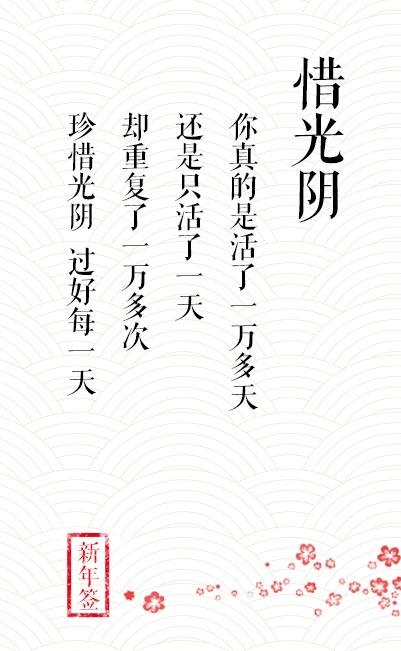 惜光阴
你真的是活了一万多天
还是只活了一天
却重复了一万多次
珍惜光阴 过好每一天
新年签